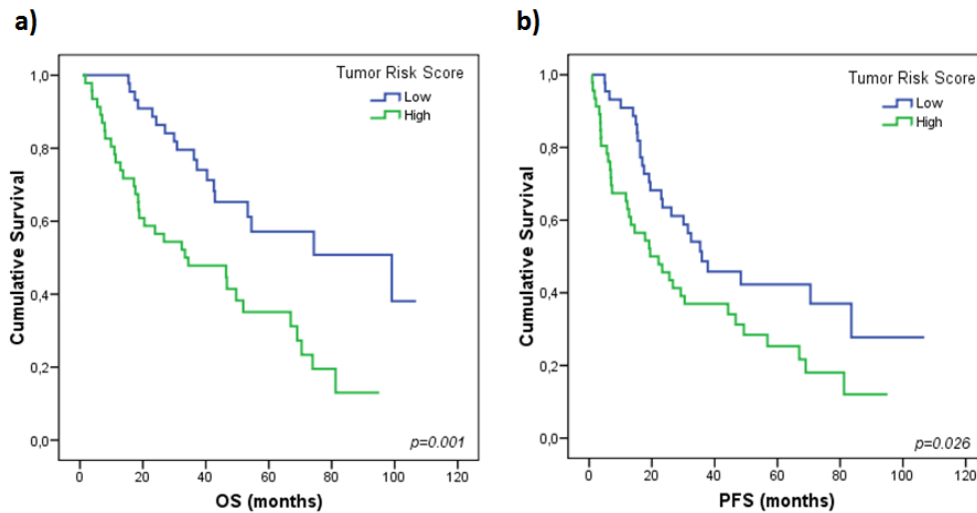 a)
Tumor Risk Score
Low
High
1,0
0,8
0,6
0,4
0,2
0,0
Cumulative Survival
p=0.001
0 20 40 60 80 100 120
OS (months)
b)
Tumor Risk Score
Low
High
1,0
0,8
0,6
0,4
0,2
0,0
Cumulative Survival
p=0.026
0 20 40 60 80 100 120
PFS (months)